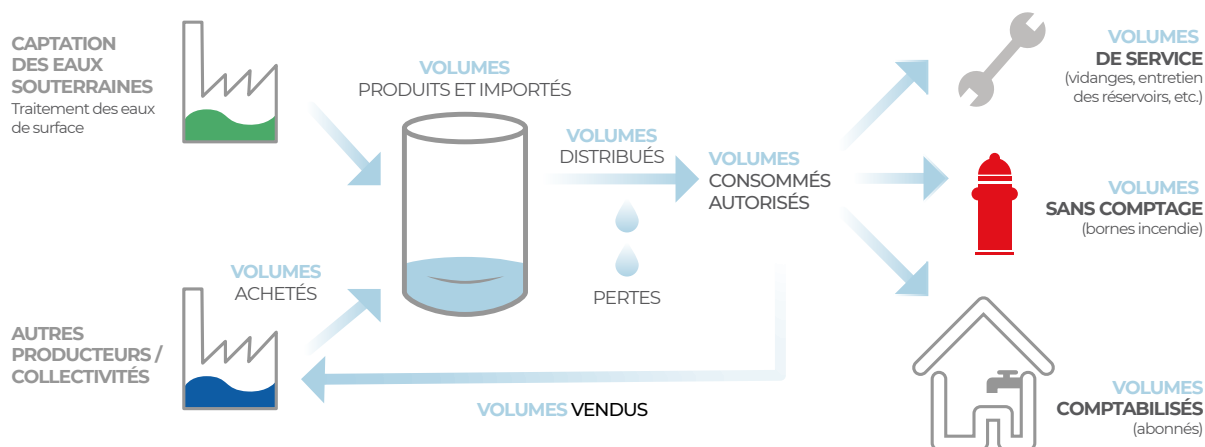 CAPTATION
DES EAUX
SOUTERRAINES
Traitement des eaux
de surface
VOLUMES
PRODUITS ET IMPORTÉS
VOLUMES
DISTRIBUÉS
PERTES
VOLUMES
CONSOMMÉS
AUTORISÉS
VOLUMES
DE SERVICE
(vidanges, entretien
des réservoirs, etc.)
VOLUMES
SANS COMPTAGE
(bornes incendie)
VOLUMES
COMPTABILISÉS
(abonnés)
VOLUMES
ACHETÉS
AUTRES
PRODUCTEURS /
COLLECTIVITÉS
VOLUMES VENDUS